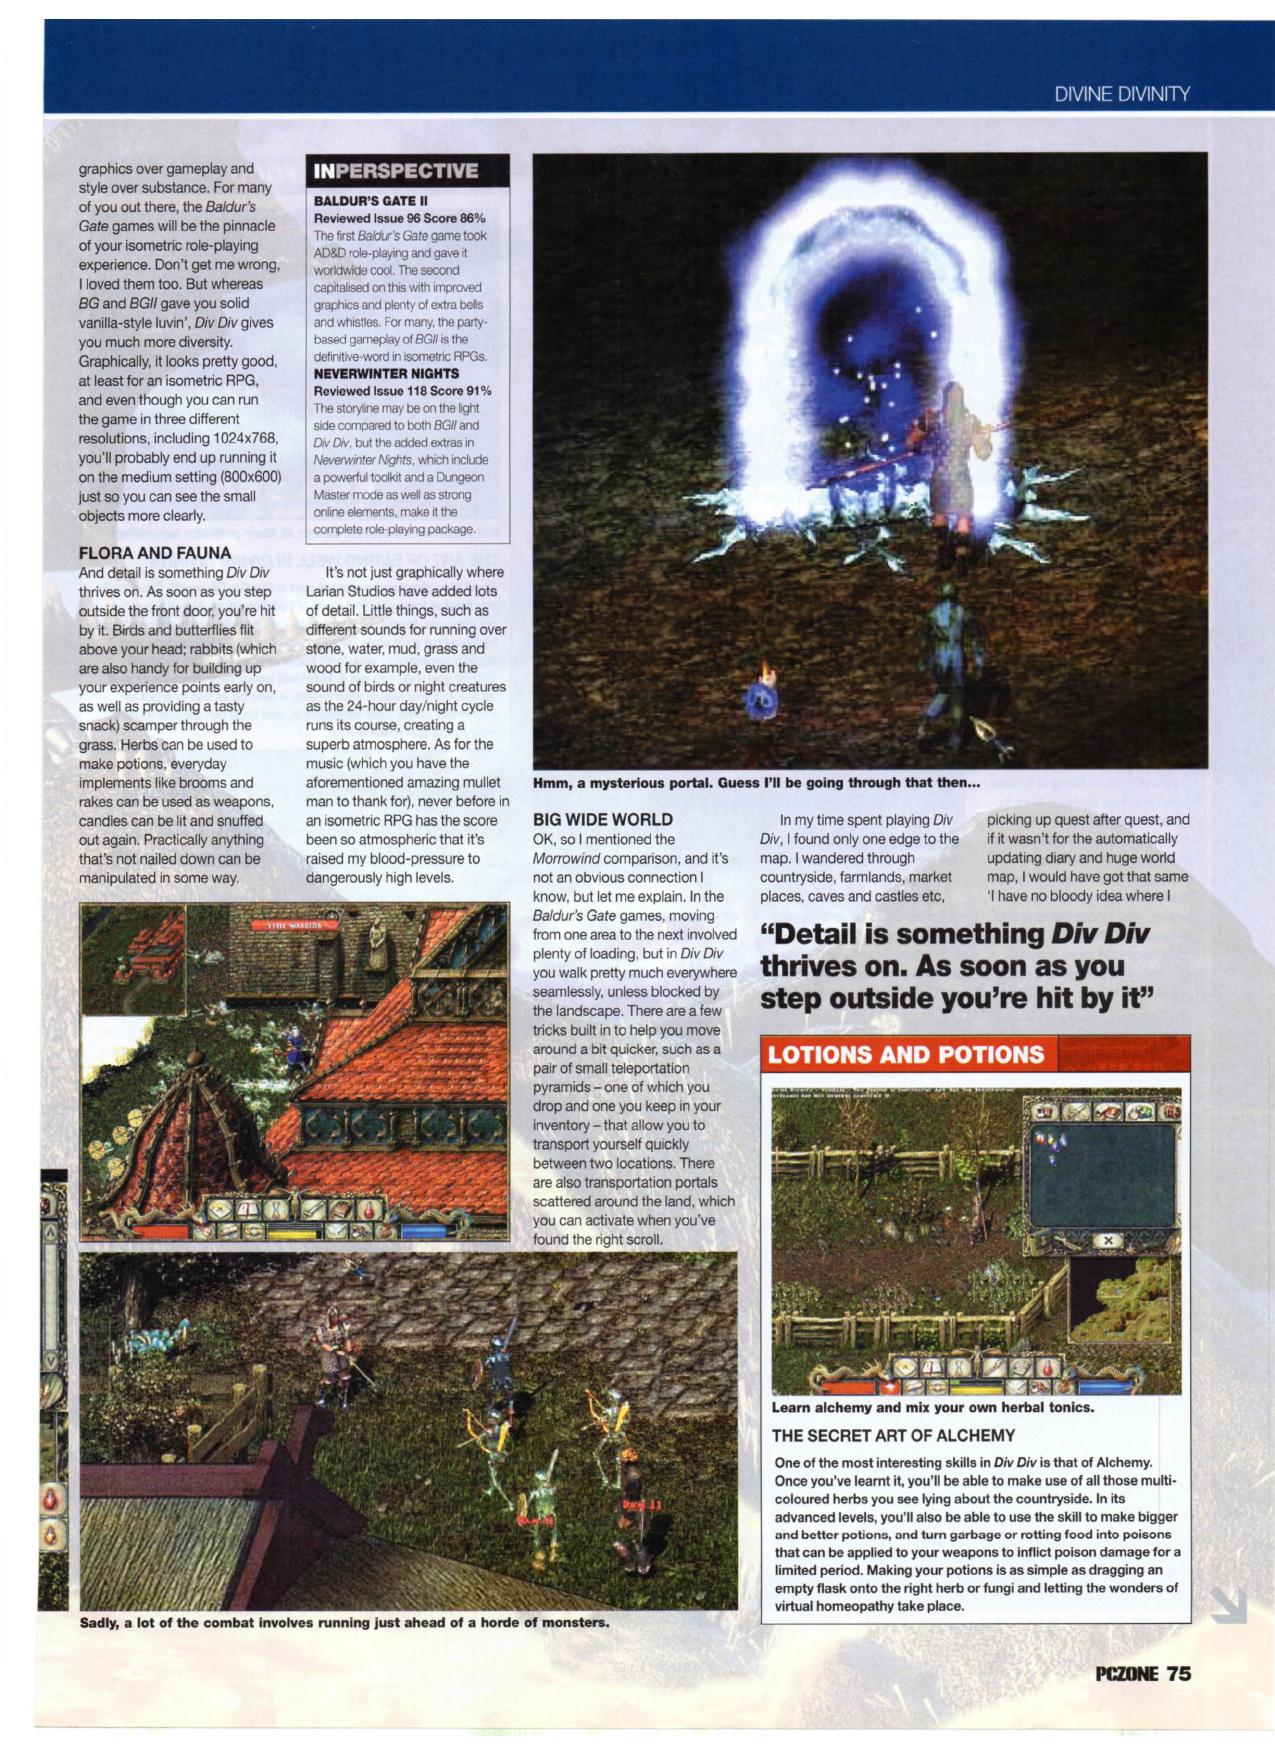 DIVINE DIVINITY
graphics over gameplay and
style over substance. For many
of you out there, the Baldur's
Gate games will be the pinnacle
of your isometric role-playing
experience. Don't get me wrong,
I loved them too. But whereas
BG and BGII gave you solid
vanilla-style luvin', Div Div gives
you much more diversity.
Graphically, it looks pretty good,
at least for an isometric RPG,
and even though you can run
the game in three different
resolutions, including 1024x768,
you'll probably end up running it
on the medium setting (800x600)
just so you can see the small
objects more clearly.
FLORA AND FAUNA
And detail is something Div Div
thrives on. As soon as you step
outside the front door, you're hit
by it. Birds and butterflies flit
above your head; rabbits (which
are also handy for building up
your experience points early on,
as well as providing a tasty
snack) scamper through the
grass. Herbs can be used to
make potions, everyday
implements like brooms and
rakes can be used as weapons,
candles can be lit and snuffed
out again. Practically anything
that's not nailed down can be
manipulated in some way.
INPERSPECTIVE
BALDUR'S GATE II
Reviewed Issue 96 Score 86%
The first Baldur's Gate game took
AD&D role-playing and gave it
worldwide cool. The second
capitalised on this with improved
graphics and plenty of extra bells
and whistles. For many, the party-
based gameplay of BGII is the
definitive-word in isometric RPGs.
NEVERWINTER NIGHTS
Reviewed Issue 118 Score 91%
The storyline may be on the light
side compared to both BGII and
Div Div, but the added extras in
Neverwinter Nights, which include
a powerful toolkit and a Dungeon
Master mode as well as strong
online elements, make it the
complete role-playing package.
It's not just graphically where
Larian Studios have added lots
of detail. Little things, such as
different sounds for running over
stone, water, mud, grass and
wood for example, even the
sound of birds or night creatures
as the 24-hour day/night cycle
runs its course, creating a
superb atmosphere. As for the
music (which you have the
aforementioned amazing mullet
man to thank for), never before in
an isometric RPG has the score
been so atmospheric that it's
raised my blood-pressure to
dangerously high levels.
Hmm, a mysterious portal. Guess I'll be going through that then...
STEEL WARRIOR
Sadly, a lot of the combat involves running just ahead of a horde of monsters.
BIG WIDE WORLD
OK, so I mentioned the
Morrowind comparison, and it's
not an obvious connection I
know, but let me explain. In the
Baldur's Gate games, moving
from one area to the next involved
plenty of loading, but in Div Div
you walk pretty much everywhere
seamlessly, unless blocked by
the landscape. There are a few
tricks built in to help you move
around a bit quicker, such as a
pair of small teleportation
pyramids – one of which you
drop and one you keep in your
inventory – that allow you to
transport yourself quickly
between two locations. There
are also transportation portals
scattered around the land, which
you can activate when you've
found the right scroll.
In my time spent playing Div
Div, I found only one edge to the
map. I wandered through
countryside, farmlands, market
places, caves and castles etc,
picking up quest after quest, and
if it wasn't for the automatically
updating diary and huge world
map, I would have got that same
'I have no bloody idea where I
“Detail is something Div Div
thrives on. As soon as you
step outside you're hit by it”
LOTIONS AND POTIONS
Learn alchemy and mix your own herbal tonics.
THE SECRET ART OF ALCHEMY
One of the most interesting skills in Div Div is that of Alchemy.
Once you've learnt it, you'll be able to make use of all those multi-
coloured herbs you see lying about the countryside. In its
advanced levels, you'll also be able to use the skill to make bigger
and better potions, and turn garbage or rotting food into poisons
that can be applied to your weapons to inflict poison damage for a
limited period. Making your potions is as simple as dragging an
empty flask onto the right herb or fungi and letting the wonders of
virtual homeopathy take place.
PCZONE 75